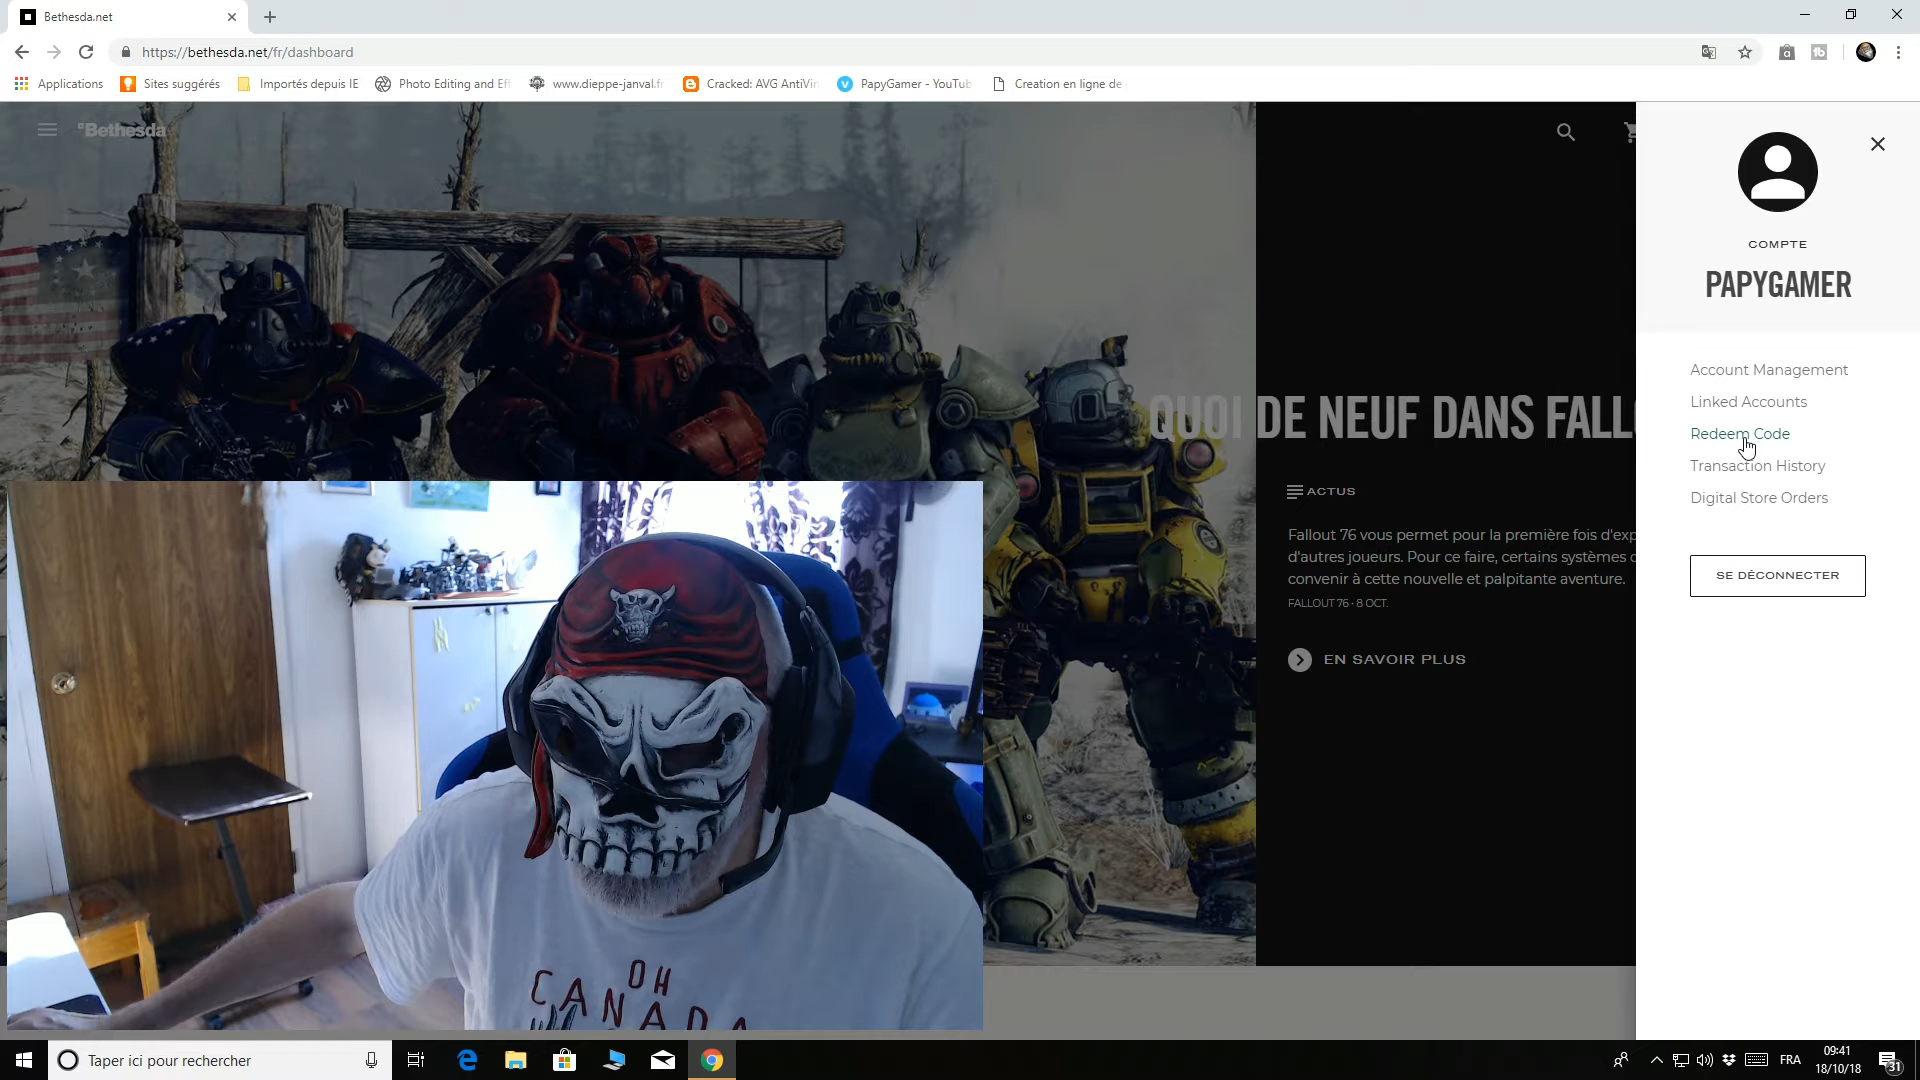 Bethesda.net
https://bethesda.net/fr/dashboard
Applications
Sites suggérés
Importés depuis IE
Photo Editing and Eff
www.dieppe-janval.fr
Cracked: AVG AntiVir
PapyGamer - YouTub
Creation en ligne de
Bethesda
COMPTE
PAPYGAMER
Account Management
Linked Accounts
Redeem Code
Transaction History
Digital Store Orders
SE DÉCONNECTER
QUOI DE NEUF DANS FALL
ACTUS
Fallout 76 vous permet pour la première fois d'exp
d'autres joueurs. Pour ce faire, certains systèmes
convenir à cette nouvelle et palpitante aventure.
FALLOUT 76 · 8 OCT.
EN SAVOIR PLUS
OH
CANADA
Taper ici pour rechercher
FRA
09:41
18/10/18
31